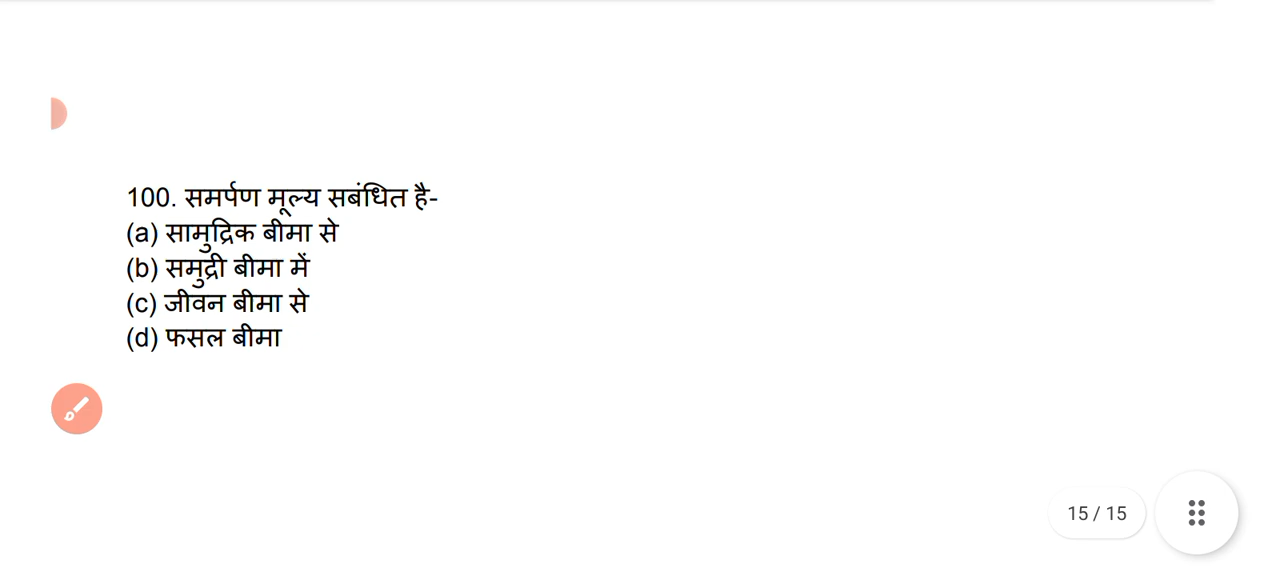 100. समर्पण मूल्य सबंधित है-
(a) सामुद्रिक बीमा से
(b) समुद्री बीमा में
(c) जीवन बीमा से
(d) फसल बीमा
15 / 15